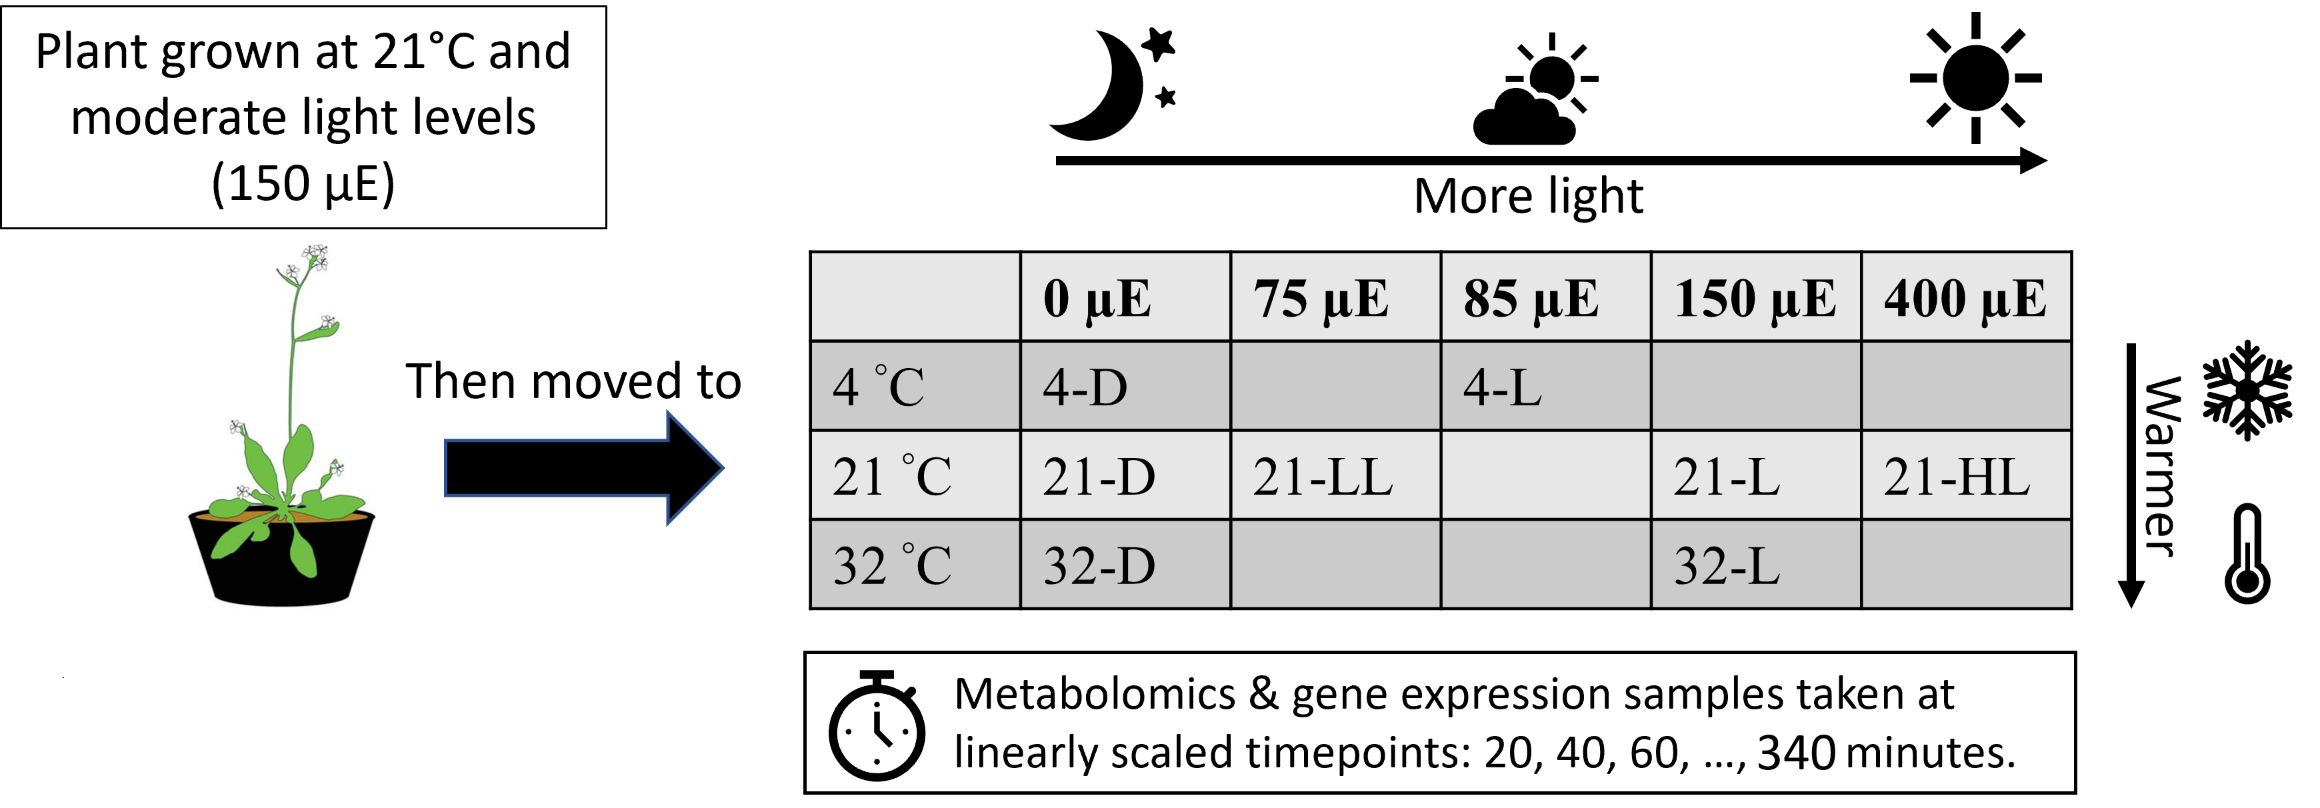 Plant grown at 21°C and
moderate light levels
(150 µE)
More light
Then moved to
0 µE 75 µE 85 µE 150 µE 400 µE
4 °C 4-D 4-L
21 °C 21-D 21-LL 21-L 21-HL
32 °C 32-D 32-L
Warmer
Metabolomics & gene expression samples taken at
linearly scaled timepoints: 20, 40, 60, ..., 340 minutes.